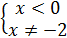 x < 0
x ≠ −2